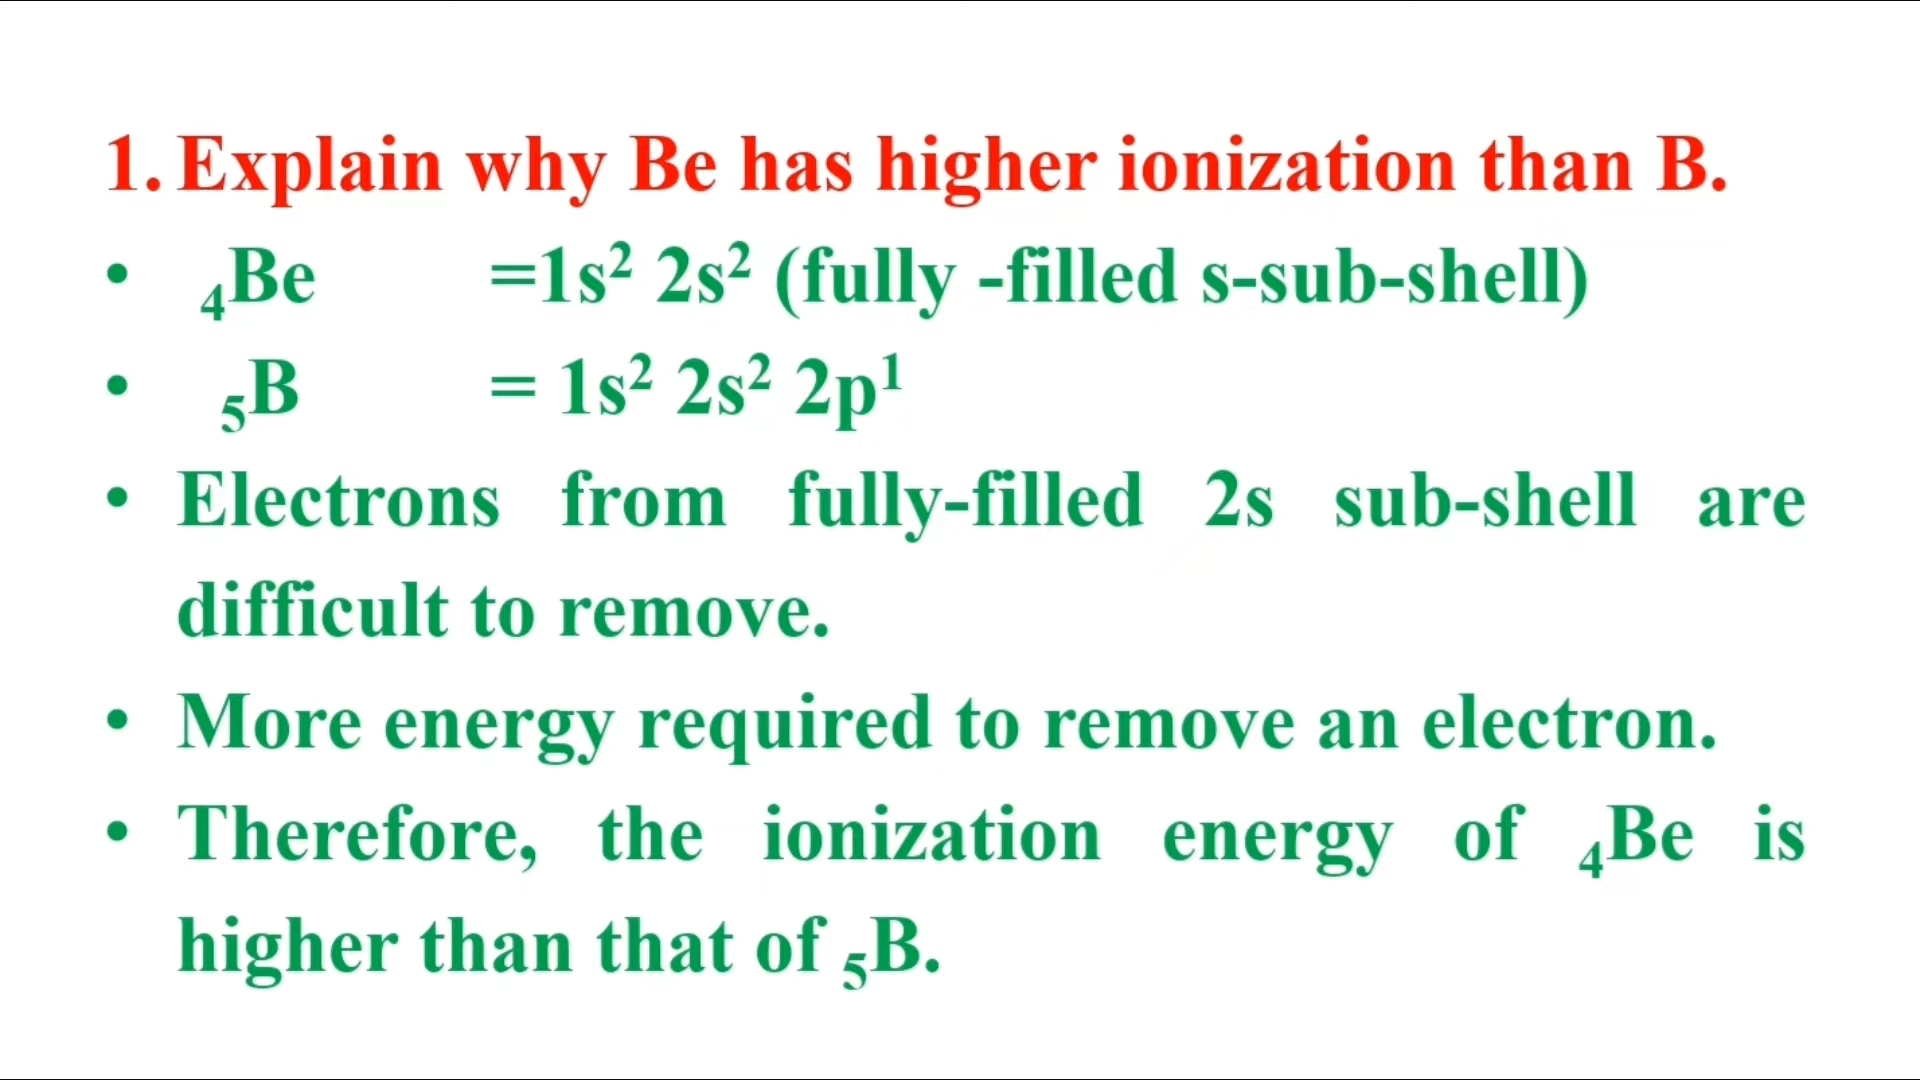 1. Explain why Be has higher ionization than B.
• ₄Be =1s² 2s² (fully -filled s-sub-shell)
• ₅B = 1s² 2s² 2p¹
• Electrons from fully-filled 2s sub-shell are
difficult to remove.
• More energy required to remove an electron.
• Therefore, the ionization energy of ₄Be is
higher than that of ₅B.